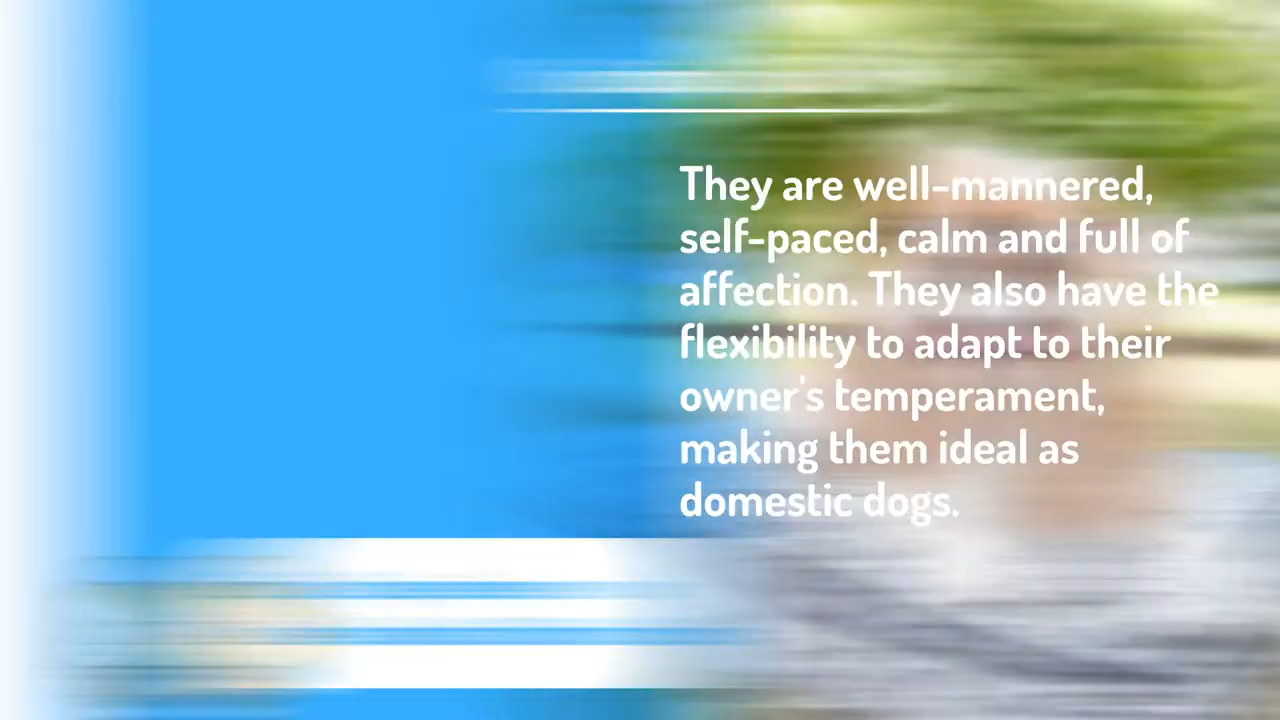 They are well-mannered,
self-paced, calm and full of
affection. They also have the
flexibility to adapt to their
owner's temperament,
making them ideal as
domestic dogs.